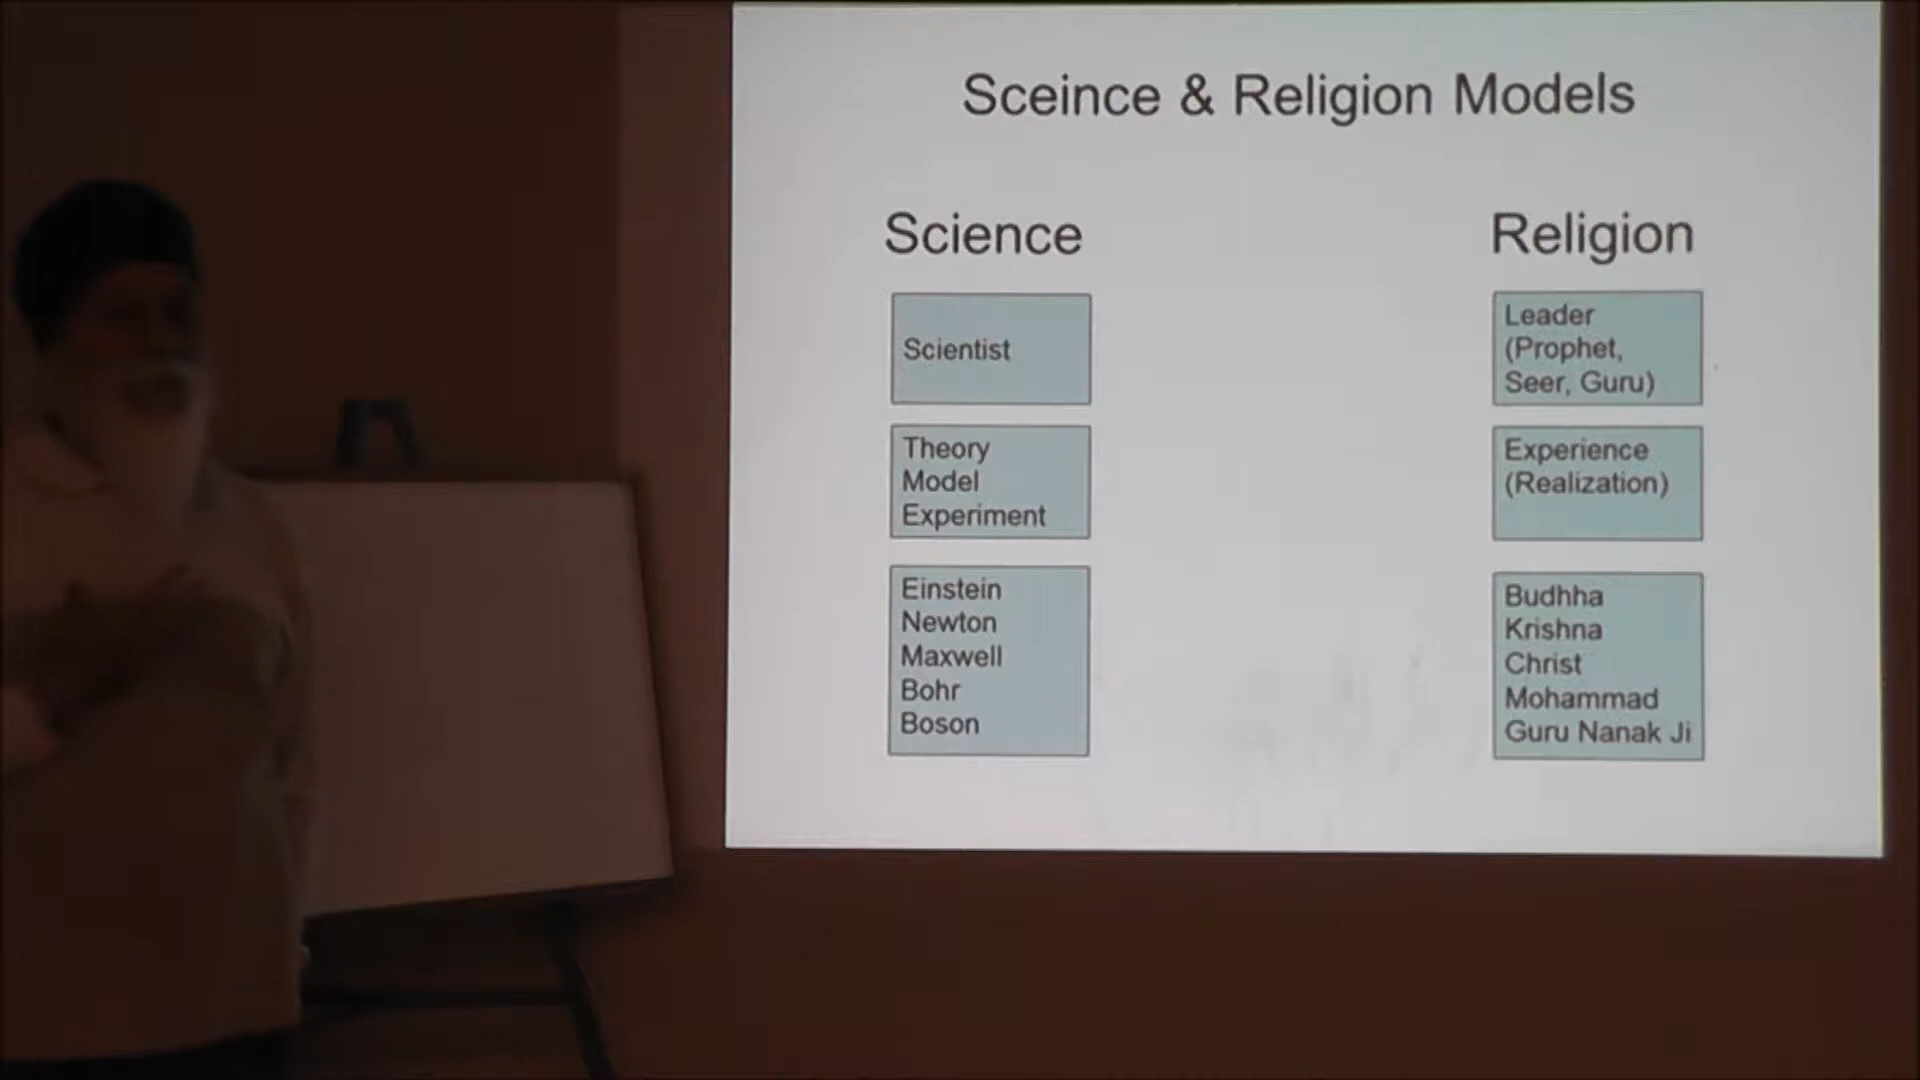 Sceince & Religion Models
Science
Scientist
Theory
Model
Experiment
Einstein
Newton
Maxwell
Bohr
Boson
Religion
Leader
(Prophet,
Seer, Guru)
Experience
(Realization)
Budhha
Krishna
Christ
Mohammad
Guru Nanak Ji